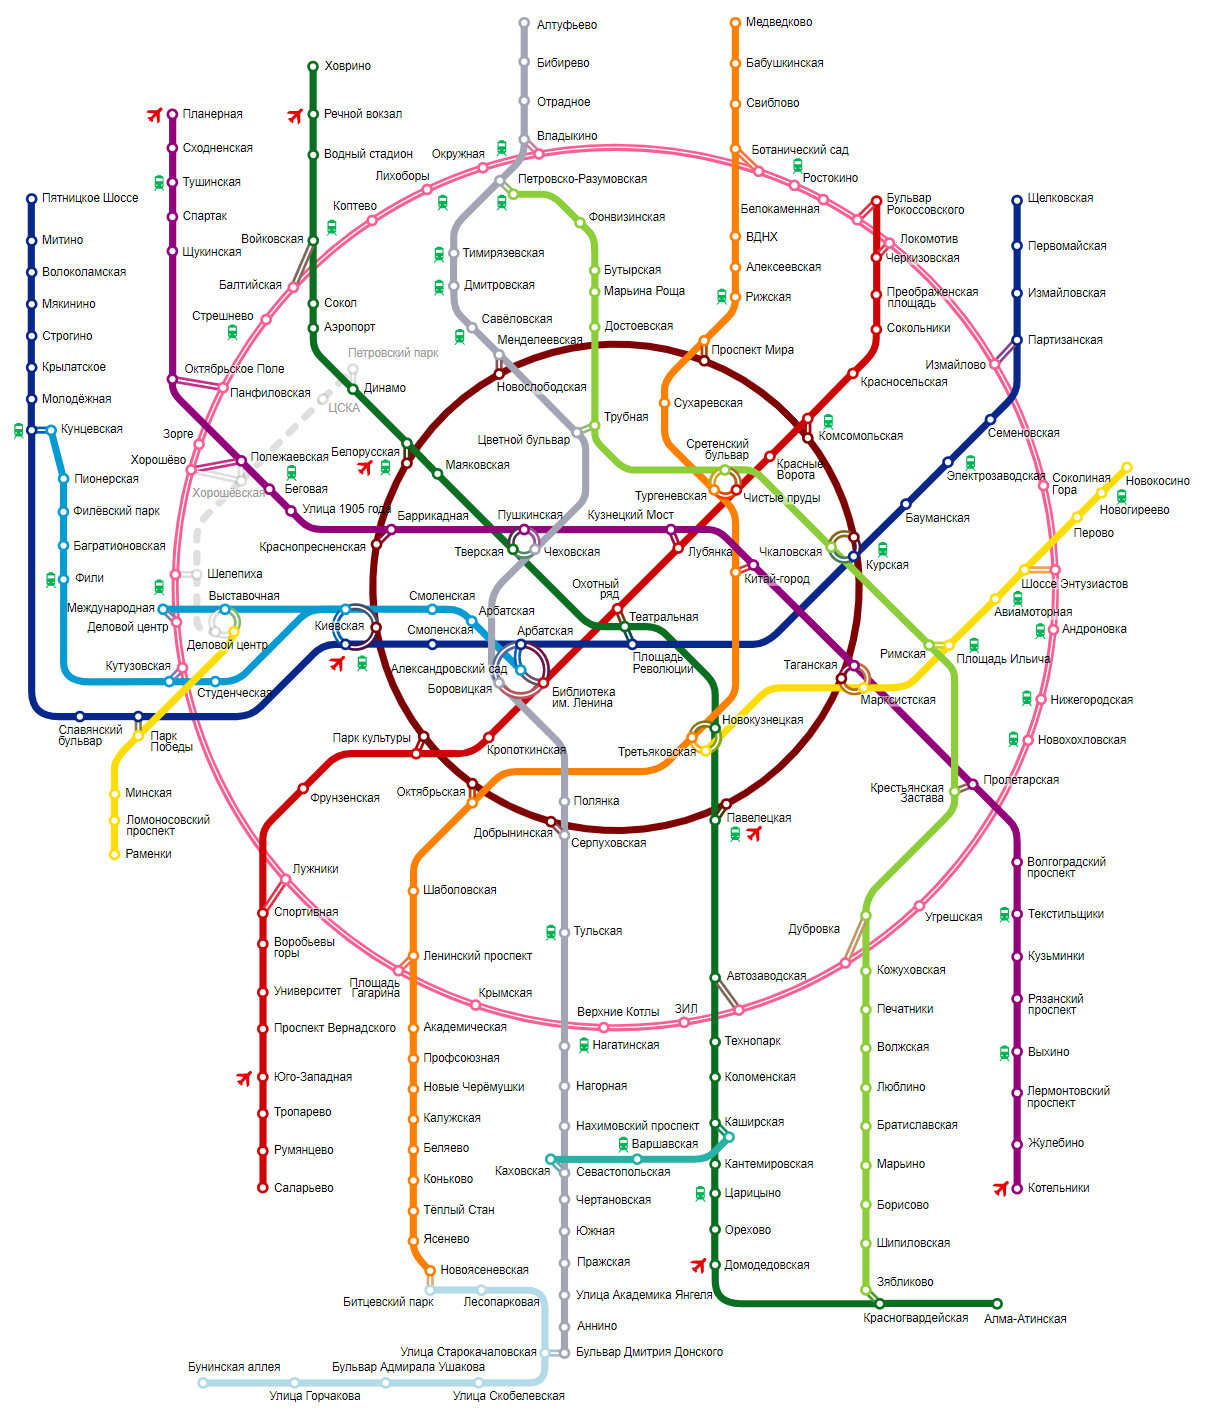 Алтуфьево
Медведково
Бибирево
Бабушкинская
Ховрино
Отрадное
Свиблово
Планерная
Речной вокзал
Владыкино
Сходненская
Водный стадион
Окружная
Ботанический сад
Лихоборы
Петровско-Разумовская
Ростокино
Тушинская
Пятницкое Шоссе
Бульвар
Рокоссовского
Щелковская
Коптево
Белокаменная
Спартак
Фонвизинская
Митино
Войковская
ВДНХ
Локомотив
Первомайская
Щукинская
Тимирязевская
Черкизовская
Волоколамская
Бутырская
Алексеевская
Балтийская
Дмитровская
Марьина Роща
Рижская
Преображенская
площадь
Измайловская
Мякинино
Сокол
Стрешнево
Савёловская
Аэропорт
Достоевская
Сокольники
Строгино
Менделеевская
Партизанская
Петровский парк
Проспект Мира
Крылатское
Октябрьское Поле
Измайлово
Панфиловская
Динамо
Новослободская
Красносельская
Молодёжная
ЦСКА
Сухаревская
Трубная
Кунцевская
Зорге
Цветной бульвар
Комсомольская
Семеновская
Хорошёво
Полежаевская
Белорусская
Сретенский
бульвар
Маяковская
Красные
Ворота
Пионерская
Электрозаводская
Соколиная
Гора
Новокосино
Хорошёвская
Беговая
Тургеневская
Чистые пруды
Филёвский парк
Улица 1905 года
Баррикадная
Пушкинская
Кузнецкий Мост
Бауманская
Новогиреево
Перово
Багратионовская
Краснопресненская
Тверская
Чеховская
Лубянка
Чкаловская
Курская
Фили
Шелепиха
Охотный
ряд
Китай-город
Шоссе Энтузиастов
Международная
Выставочная
Смоленская
Арбатская
Театральная
Авиамоторная
Деловой центр
Киевская
Смоленская
Арбатская
Андроновка
Деловой центр
Площадь
Революции
Римская
Площадь Ильича
Кутузовская
Студенческая
Александровский сад
Таганская
Боровицкая
Библиотека
им. Ленина
Марксистская
Нижегородская
Славянский
бульвар
Парк
Победы
Парк культуры
Кропоткинская
Новокузнецкая
Третьяковская
Новохохловская
Минская
Фрунзенская
Октябрьская
Полянка
Крестьянская
Застава
Пролетарская
Ломоносовский
проспект
Добрынинская
Серпуховская
Павелецкая
Раменки
Лужники
Волгоградский
проспект
Шаболовская
Спортивная
Тульская
Дубровка
Угрешская
Текстильщики
Воробьевы
горы
Ленинский проспект
Кузьминки
Площадь
Гагарина
Автозаводская
Кожуховская
Университет
Крымская
Верхние Котлы
ЗИЛ
Печатники
Рязанский
проспект
Проспект Вернадского
Академическая
Нагатинская
Технопарк
Волжская
Выхино
Профсоюзная
Юго-Западная
Новые Черёмушки
Нагорная
Коломенская
Люблино
Лермонтовский
проспект
Тропарево
Калужская
Нахимовский проспект
Каширская
Братиславская
Румянцево
Беляево
Варшавская
Жулебино
Каховская
Севастопольская
Кантемировская
Марьино
Саларьево
Коньково
Чертановская
Царицыно
Котельники
Тёплый Стан
Южная
Орехово
Борисово
Ясенево
Пражская
Домодедовская
Шипиловская
Новоясеневская
Зябликово
Битцевский парк
Лесопарковая
Улица Академика Янгеля
Красногвардейская
Алма-Атинская
Аннино
Улица Старокачаловская
Бульвар Дмитрия Донского
Бунинская аллея
Бульвар Адмирала Ушакова
Улица Горчакова
Улица Скобелевская